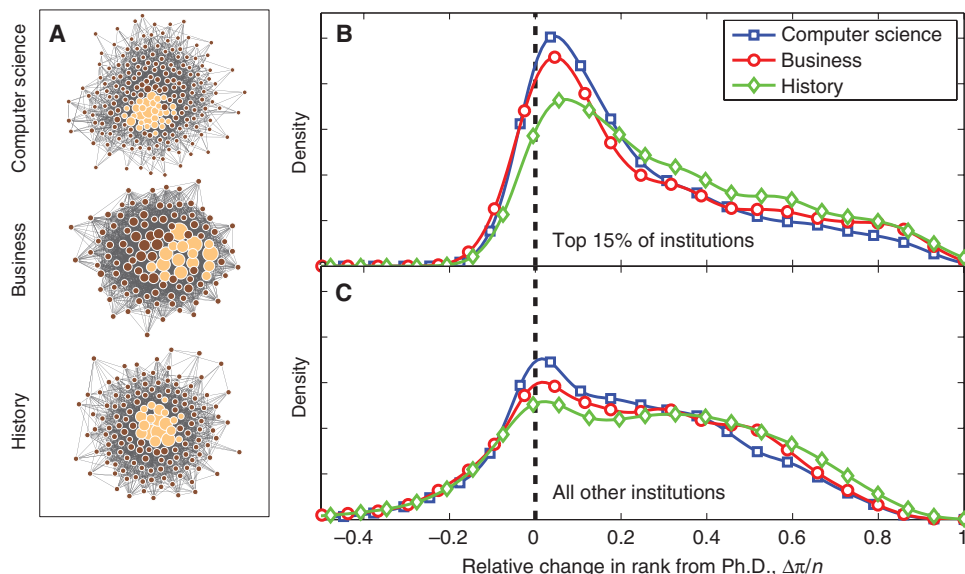 A
Computer science
Business
History
B
Density
Computer science
Business
History
Top 15% of institutions
C
Density
All other institutions
−0.4 −0.2 0 0.2 0.4 0.6 0.8 1
Relative change in rank from Ph.D., Δπ/n